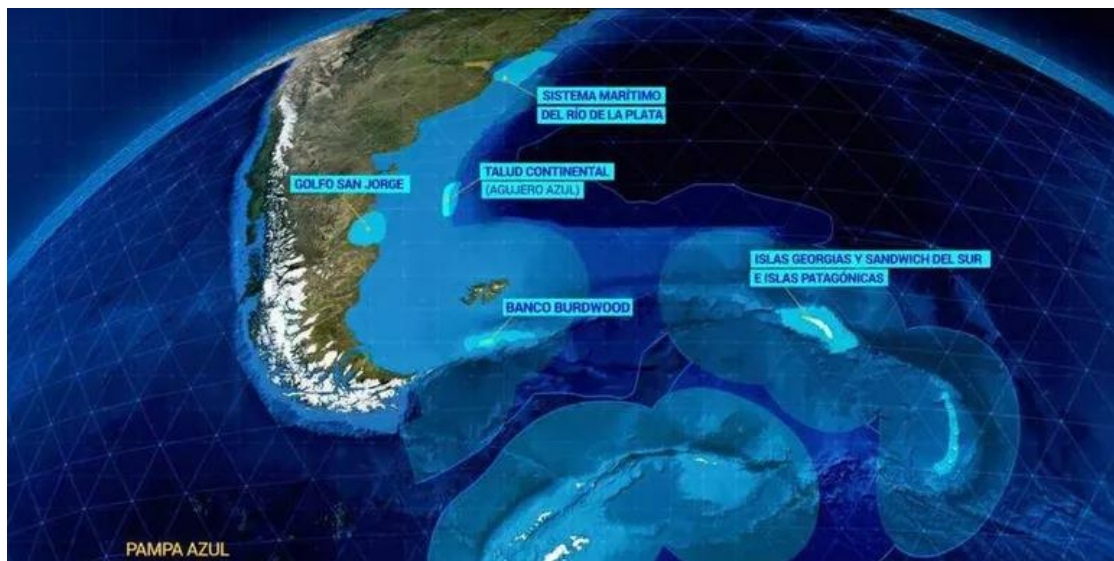 SISTEMA MARÍTIMO
DEL RÍO DE LA PLATA
TALUD CONTINENTAL
(AGUJERO AZUL)
GOLFO SAN JORGE
ISLAS GEORGIAS Y SANDWICH DEL SUR
E ISLAS PATAGÓNICAS
BANCO BURDWOOD
PAMPA AZUL